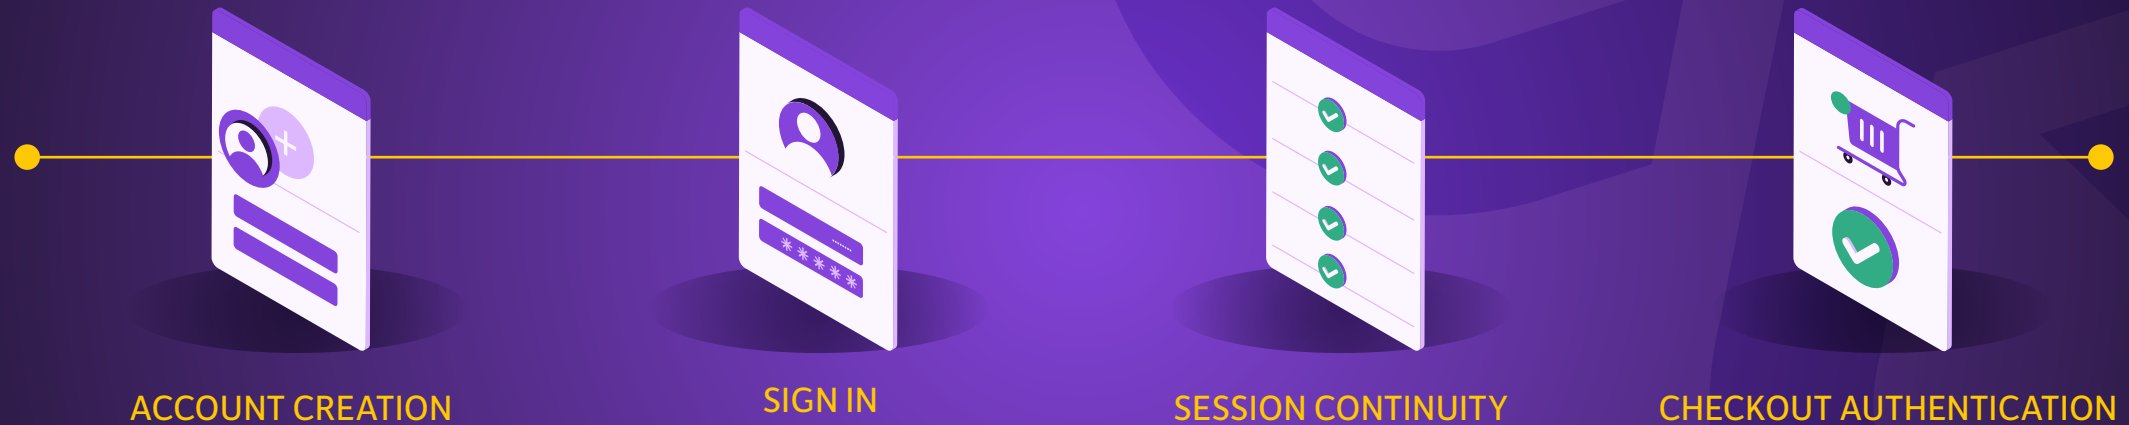 ACCOUNT CREATION
SIGN IN
SESSION CONTINUITY
CHECKOUT AUTHENTICATION